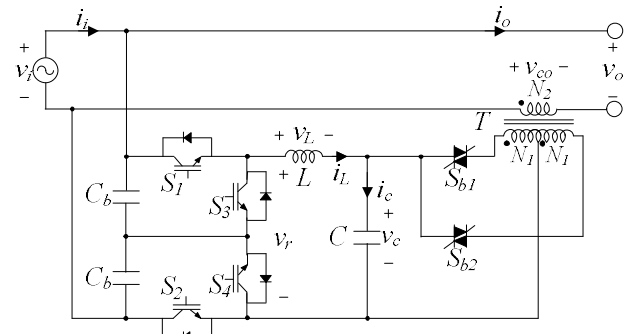 i_i
i_o
+
v_i
−
+ v_co −
+
v_o
−
N_2
T
N_1
N_1
+ v_L −
+ L
i_L
i_c
S_1
S_b1
C_b
S_3
v_r
C
+
v_c
−
S_b2
C_b
S_2
S_4
−